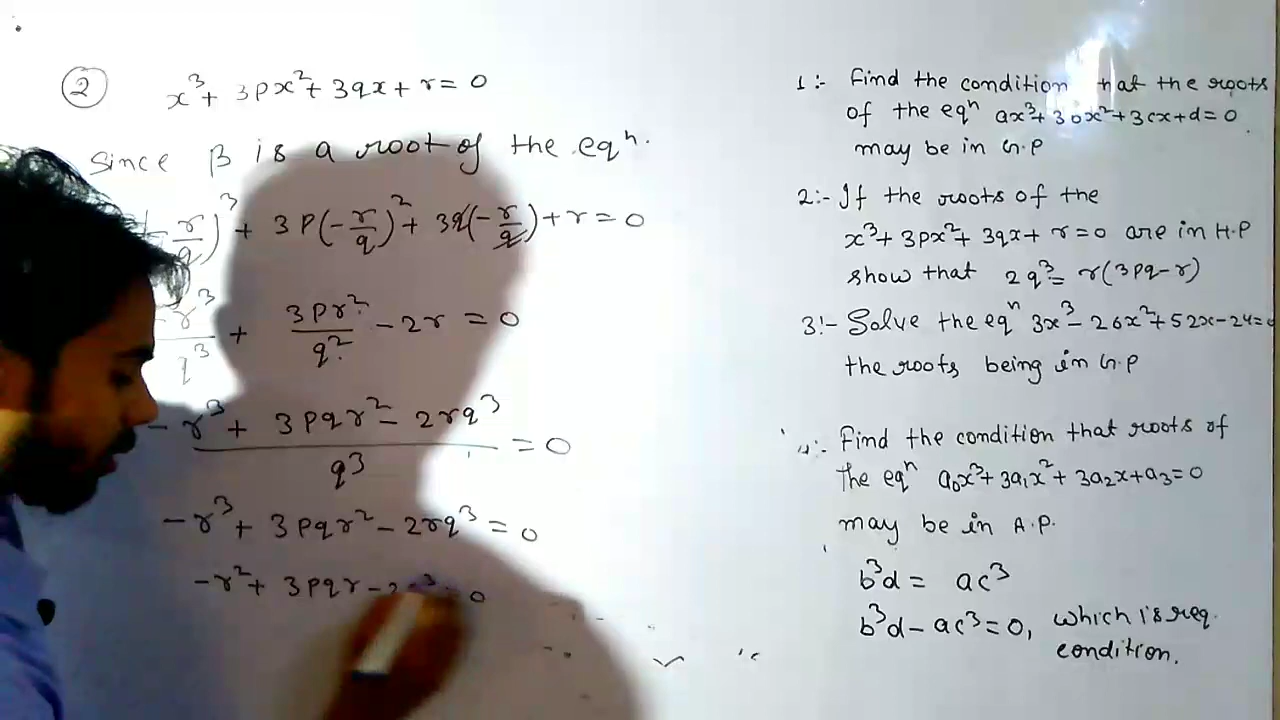 ②
x³ + 3px² + 3qx + r = 0
Since β is a root of the eqⁿ.
r/q)³ + 3P(-r/q)² + 3q(-r/q) + r = 0
-r³/q³ + 3Pr²/q² - 2r = 0
(-r³ + 3pqr² - 2rq³)/q³ = 0
-r³ + 3pqr² - 2rq³ = 0
-r² + 3pqr - 2 ³ 0
1:- Find the condition hat the roots
of the eqⁿ ax³+3bx²+3cx+d=0
may be in G.P
2:- If the roots of the
x³+3px²+3qx+r=0 are in H.P
show that 2q³= r(3pq-r)
3:- Solve the eqⁿ 3x³-26x²+52x-24=0
the roots being in G.P
4:- Find the condition that roots of
the eqⁿ a₀x³+3a₁x²+3a₂x+a₃=0
may be in A.P.
b³d = ac³
b³d - ac³=0, which is req.
condition.